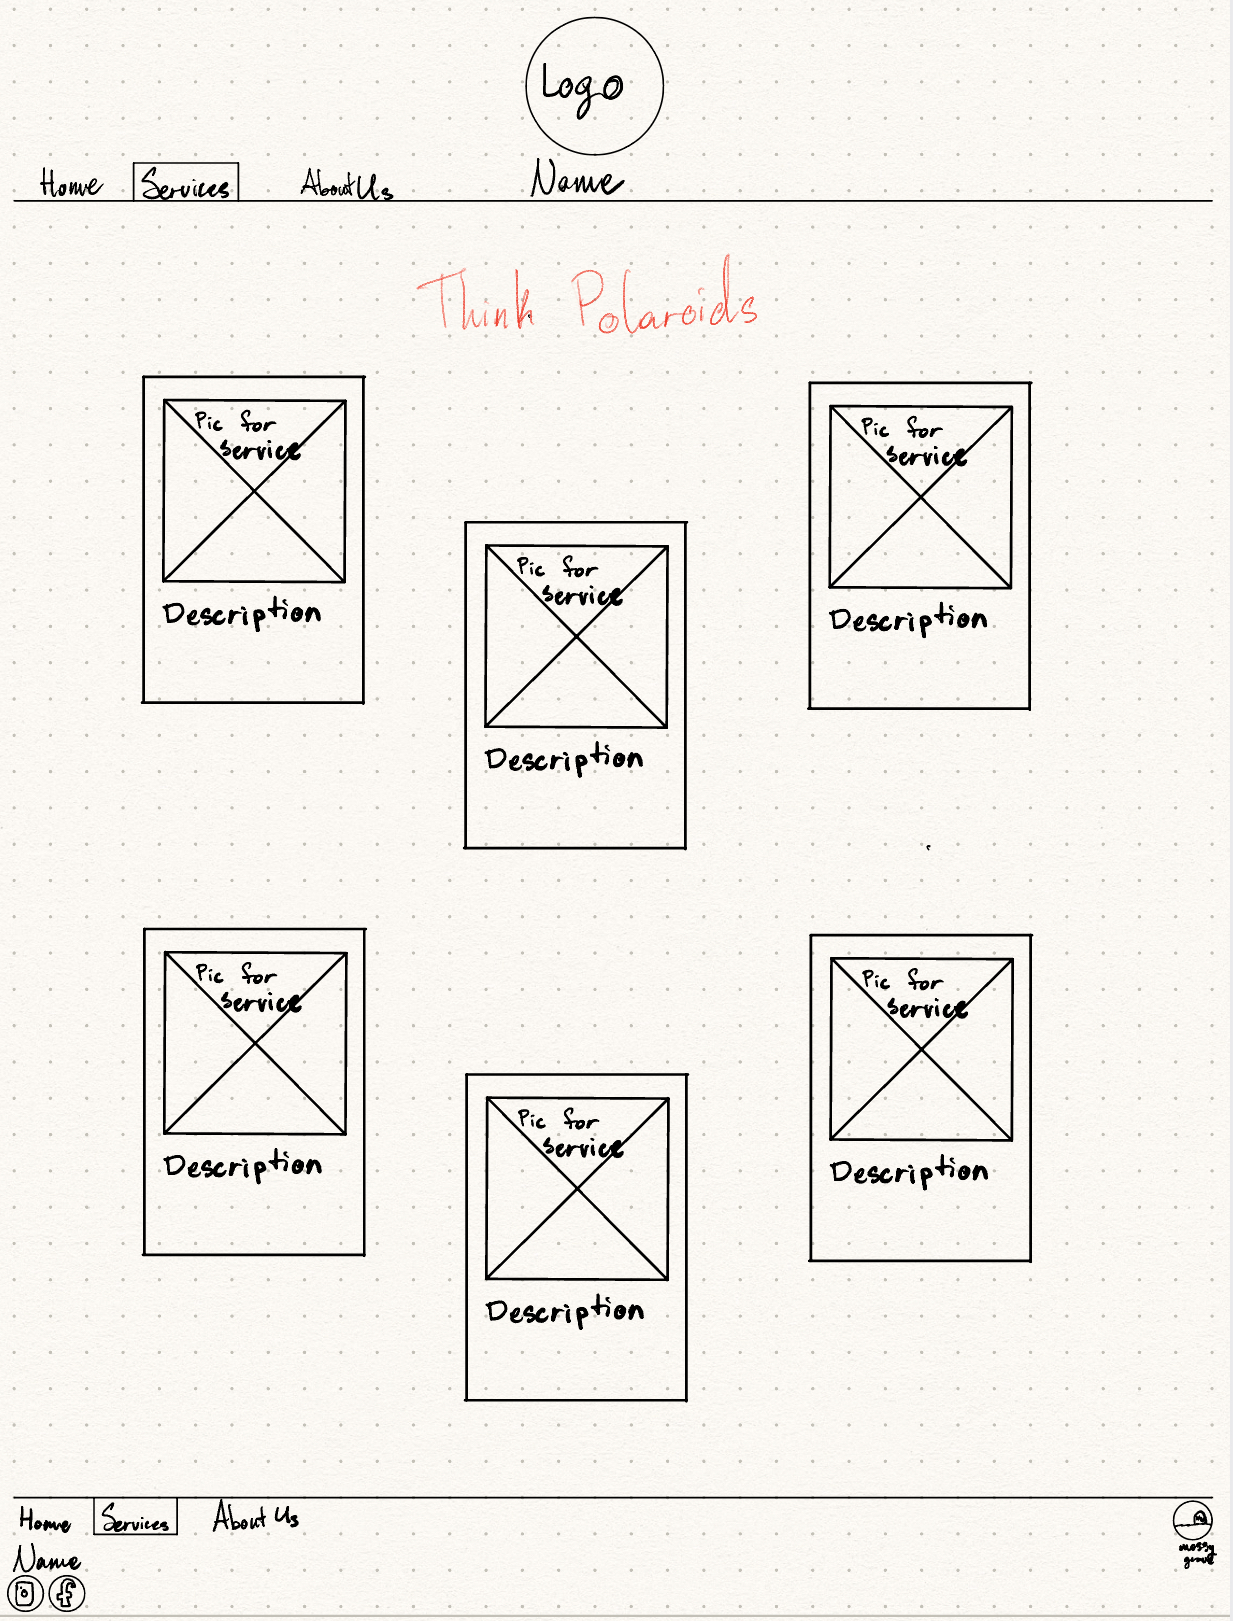 Logo
Home Services About Us Name
Think Polaroids
Pic for
service
Description
Pic for
service
Description
Pic for
service
Description
Pic for
service
Description
Pic for
service
Description
Pic for
service
Description
Home Services About Us
Name
mossy